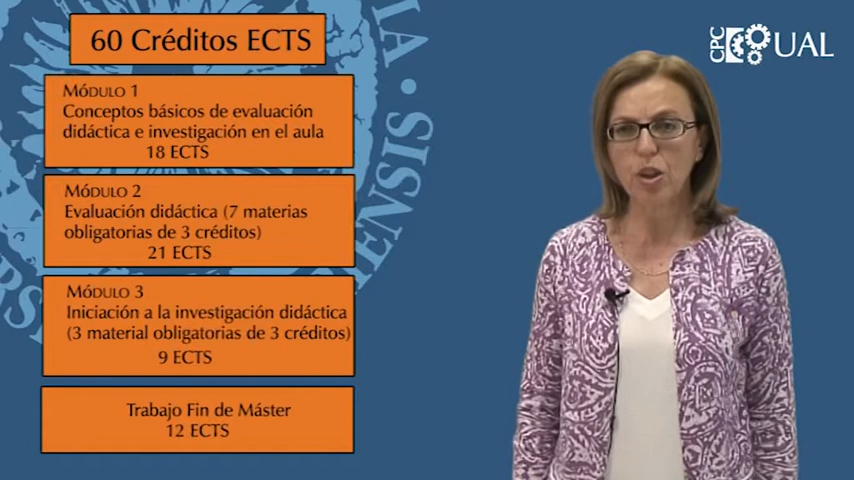 60 Créditos ECTS
CPC
UAL
MÓDULO 1
Conceptos básicos de evaluación
didáctica e investigación en el aula
18 ECTS
MÓDULO 2
Evaluación didáctica (7 materias
obligatorias de 3 créditos)
21 ECTS
MÓDULO 3
Iniciación a la investigación didáctica
(3 material obligatorias de 3 créditos)
9 ECTS
Trabajo Fin de Máster
12 ECTS
ENSIS